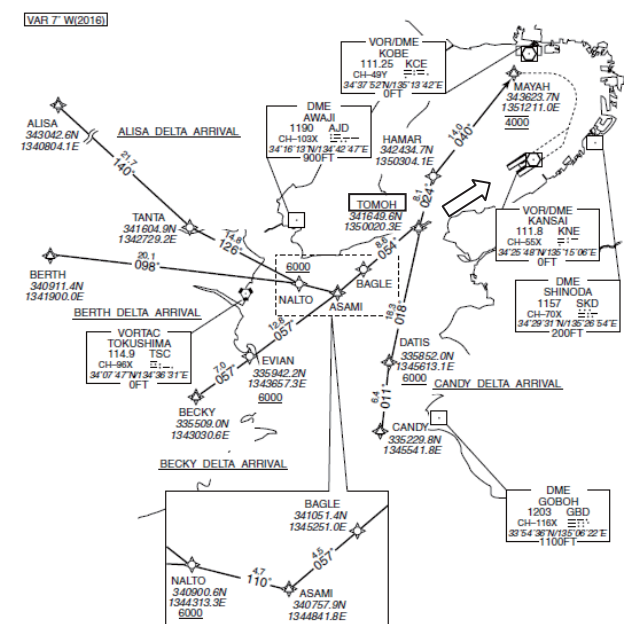 VAR 7° W(2016)
VOR/DME
KOBE
111.25 KCE
CH-49Y
34°37'52"N/135°13'42"E
0FT
MAYAH
343623.7N
1351211.0E
4000
ALISA
343042.6N
1340804.1E
ALISA DELTA ARRIVAL
DME
AWAJI
1190 AJD
CH-103X
34°16'13"N/134°42'47"E
900FT
HAMAR
342434.7N
1350304.1E
14.0
040°
21.7
140°
8.1
024°
TOMOH
341649.6N
1350020.3E
VOR/DME
KANSAI
111.8 KNE
CH-55X
34°25'48"N/135°15'06"E
0FT
TANTA
341604.9N
1342729.2E
14.8
126°
8.6
054°
BERTH
340911.4N
1341900.0E
20.1
098°
6000
NALTO
BAGLE
ASAMI
DME
SHINODA
1157 SKD
CH-70X
34°29'31"N/135°26'54"E
200FT
BERTH DELTA ARRIVAL
18.3
018°
VORTAC
TOKUSHIMA
114.9 TSC
CH-96X
34°07'47"N/134°36'31"E
0FT
12.8
057°
EVIAN
335942.2N
1343657.3E
6000
DATIS
335852.0N
1345613.1E
6000
CANDY DELTA ARRIVAL
7.0
057°
6.4
011°
BECKY
335509.0N
1343030.6E
CANDY
335229.8N
1345541.8E
BECKY DELTA ARRIVAL
DME
GOBOH
1203 GBD
CH-116X
33°54'36"N/135°06'22"E
1100FT
BAGLE
341051.4N
1345251.0E
4.5
057°
4.7
110°
NALTO
340900.6N
1344313.3E
6000
ASAMI
340757.9N
1344841.8E